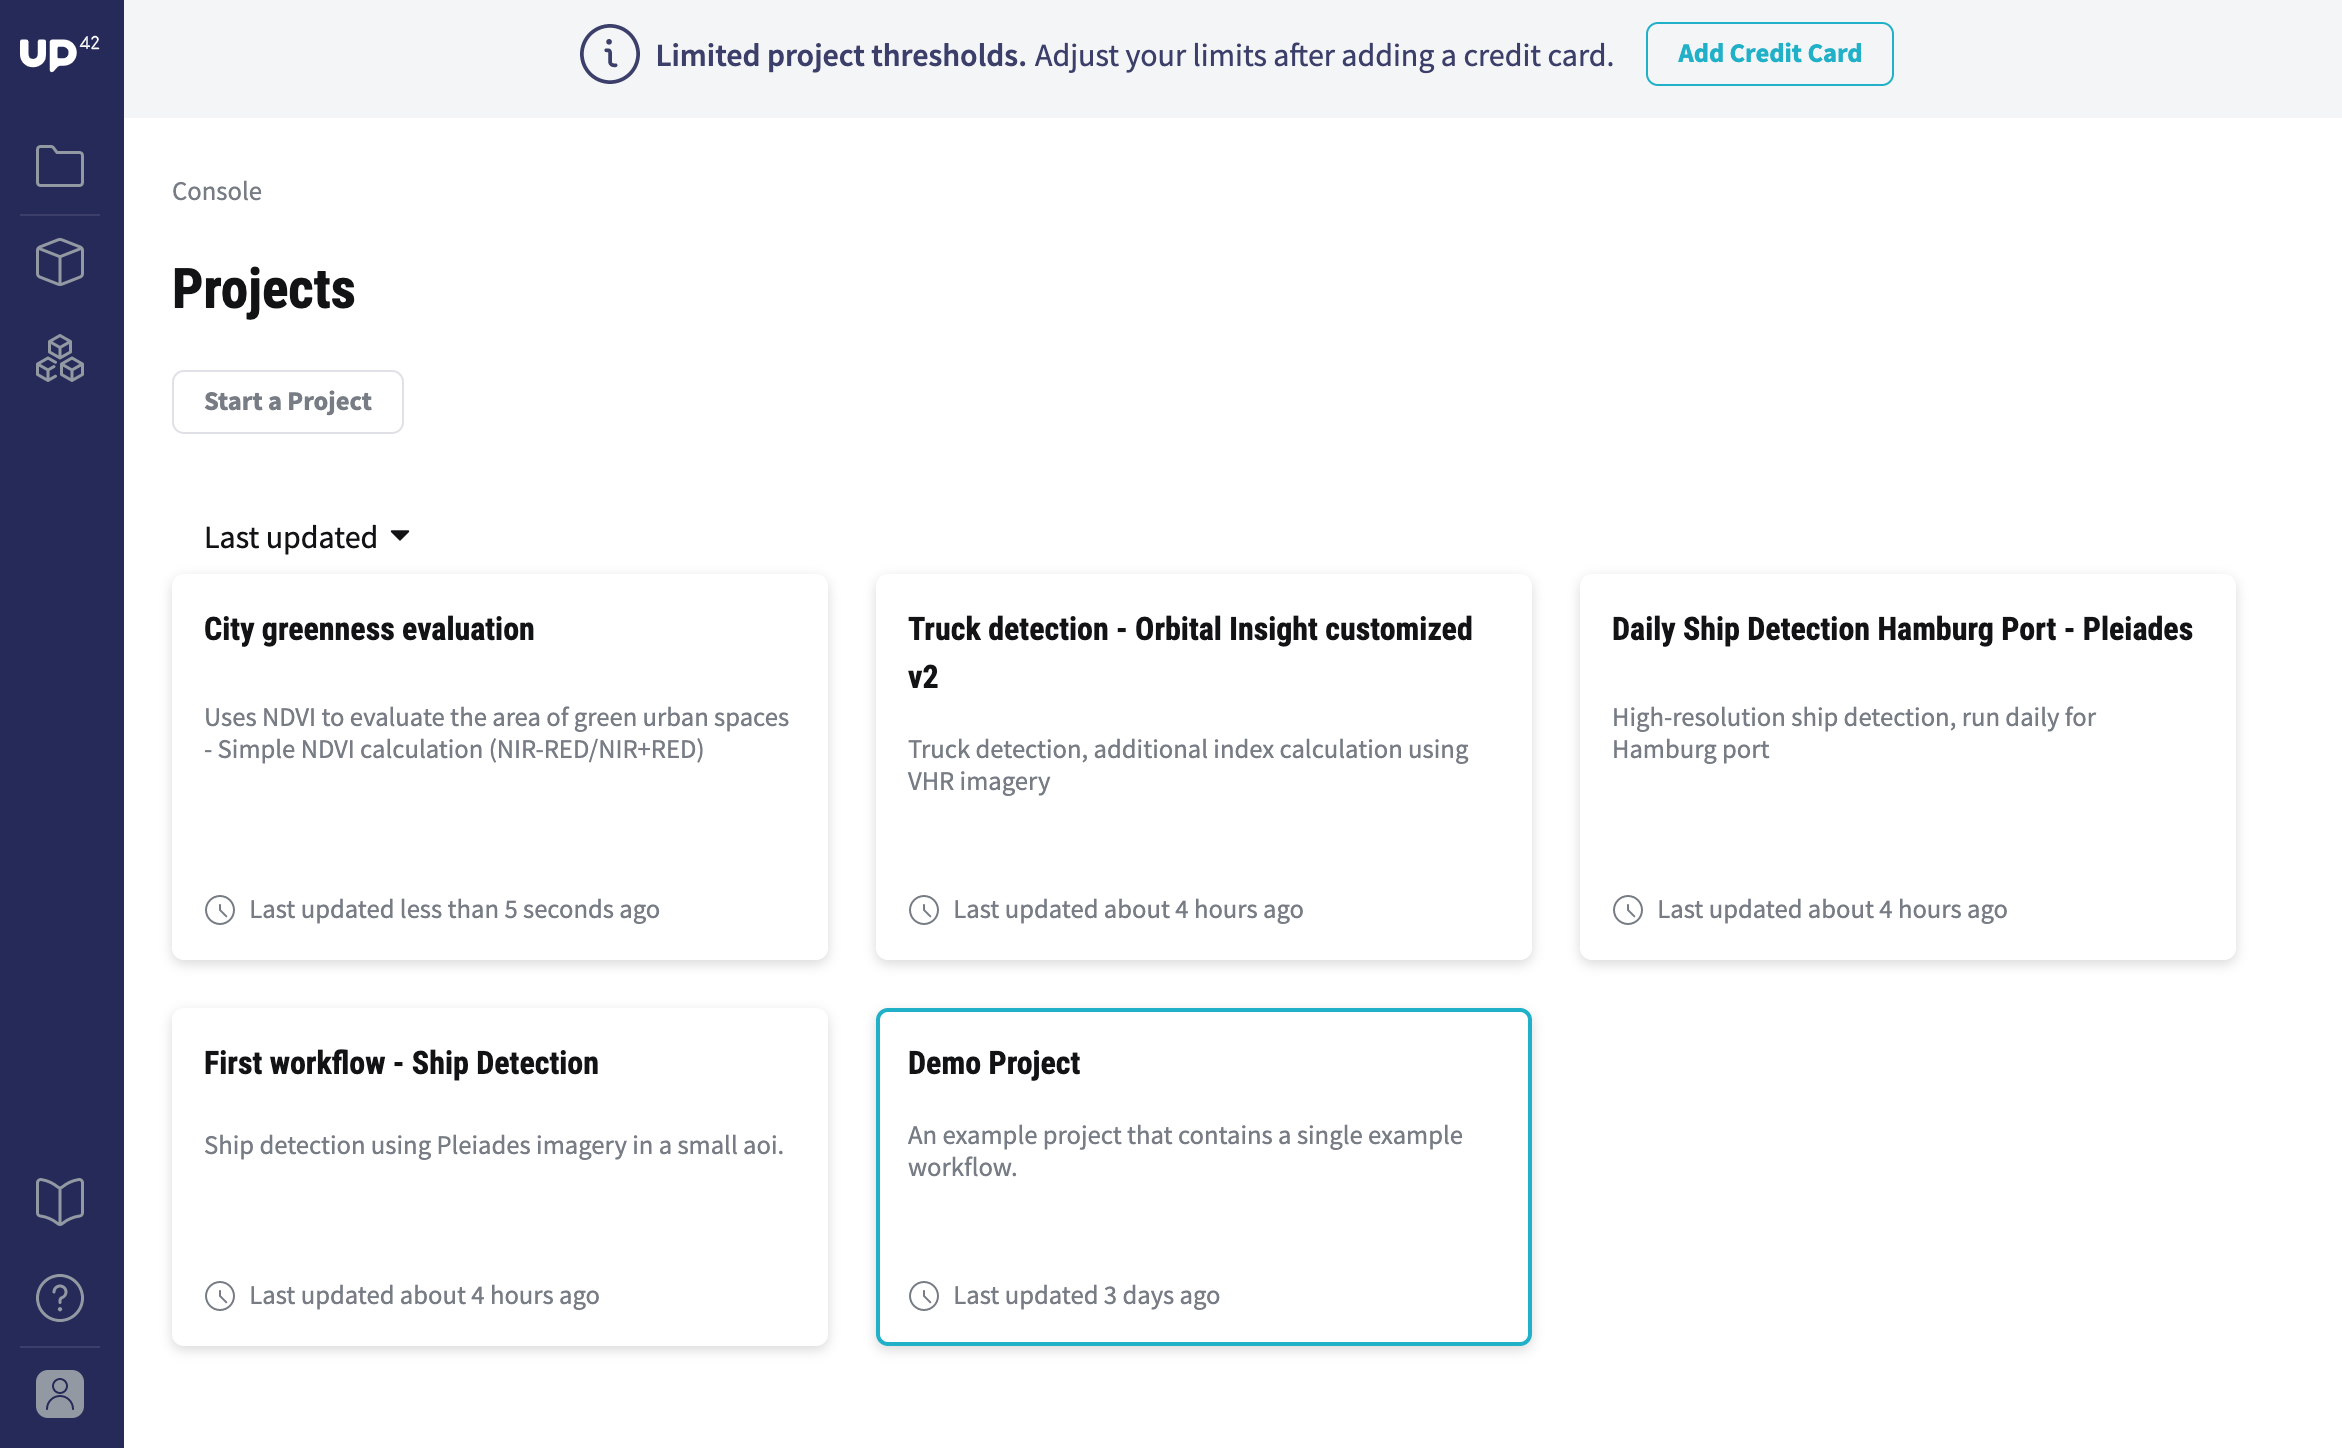 up42
Limited project thresholds. Adjust your limits after adding a credit card.
Add Credit Card
Console
Projects
Start a Project
Last updated
City greenness evaluation
Uses NDVI to evaluate the area of green urban spaces
- Simple NDVI calculation (NIR-RED/NIR+RED)
Last updated less than 5 seconds ago
Truck detection - Orbital Insight customized
v2
Truck detection, additional index calculation using
VHR imagery
Last updated about 4 hours ago
Daily Ship Detection Hamburg Port - Pleiades
High-resolution ship detection, run daily for
Hamburg port
Last updated about 4 hours ago
First workflow - Ship Detection
Ship detection using Pleiades imagery in a small aoi.
Last updated about 4 hours ago
Demo Project
An example project that contains a single example
workflow.
Last updated 3 days ago